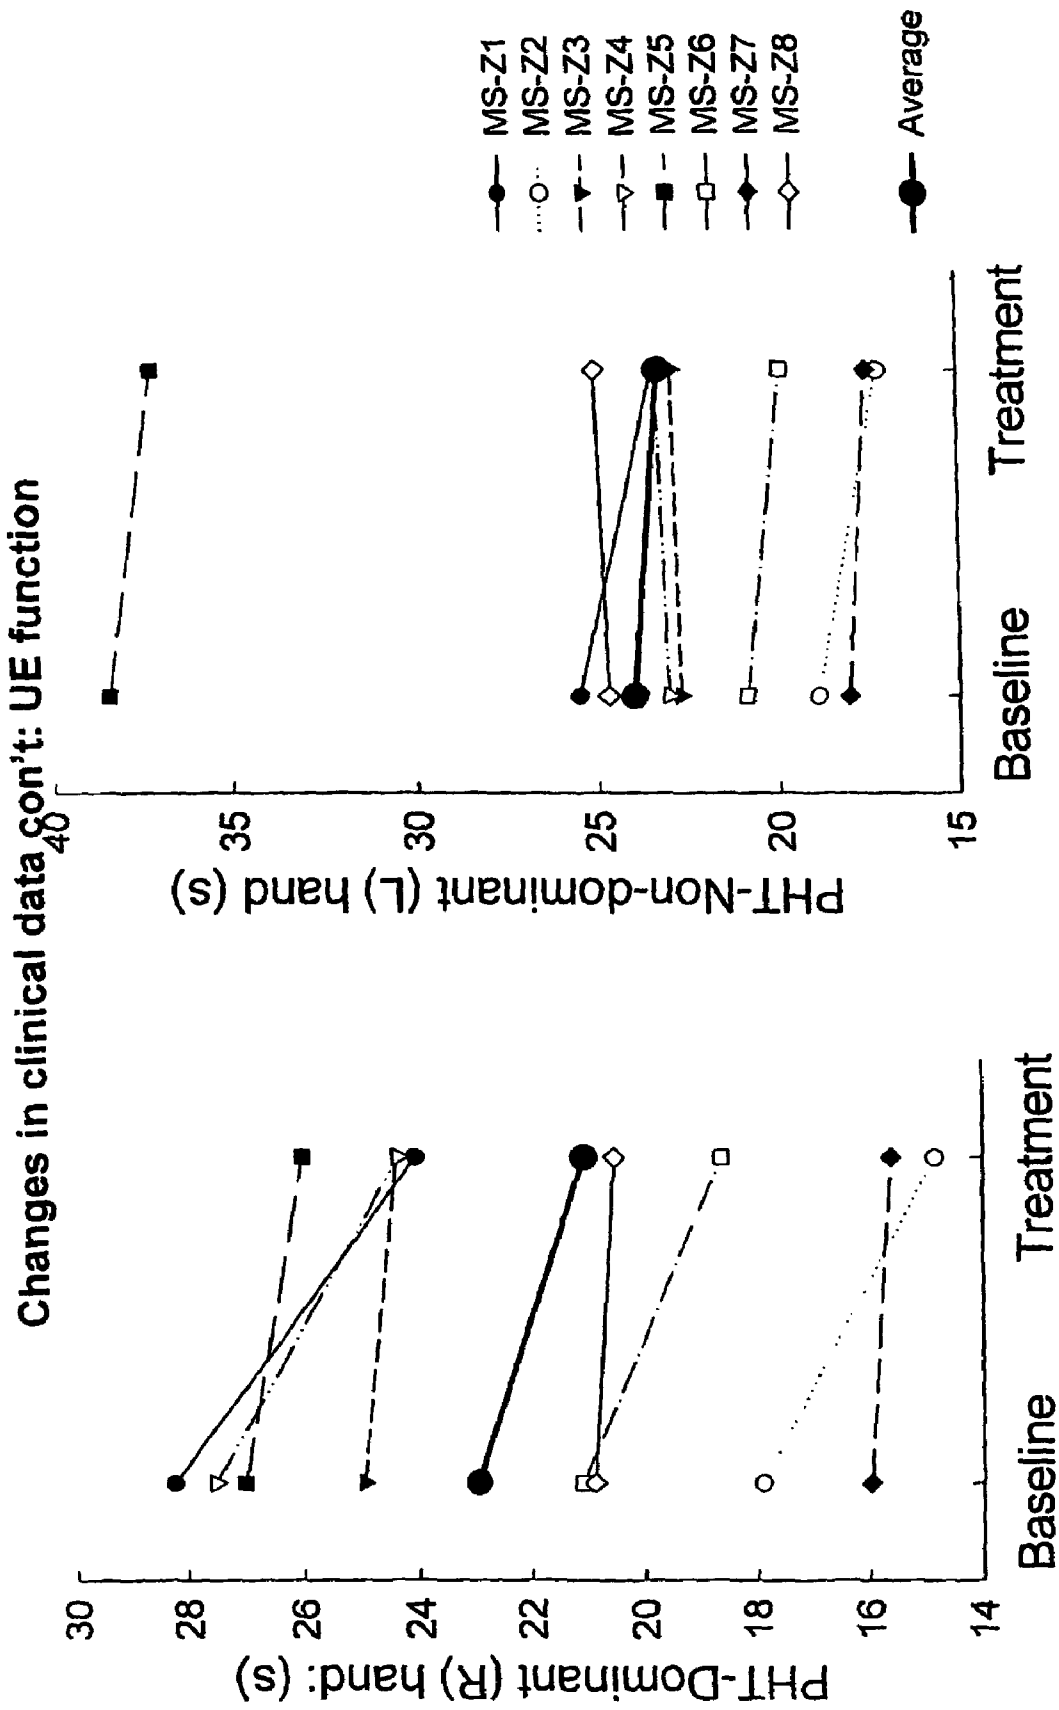 Changes in clinical data con't: UE function
PHT-Dominant (R) hand: (s)
30
28
26
24
22
20
18
16
14
Baseline
Treatment
PHT-Non-dominant (L) hand (s)
40
35
30
25
20
15
Baseline
Treatment
MS-Z1
MS-Z2
MS-Z3
MS-Z4
MS-Z5
MS-Z6
MS-Z7
MS-Z8
Average